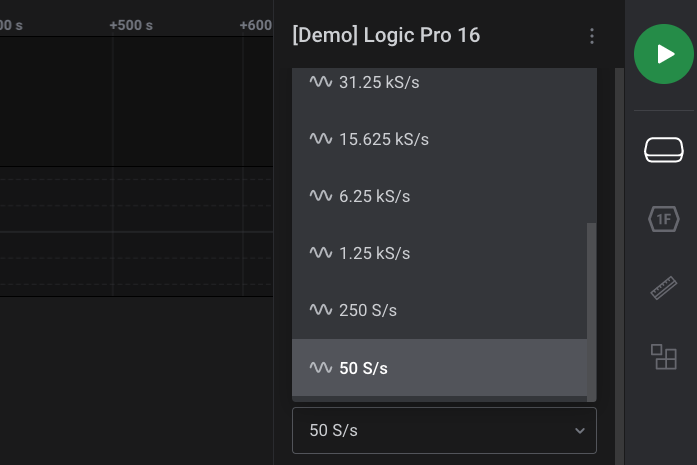 00 s +500 s +600
[Demo] Logic Pro 16
31.25 kS/s
15.625 kS/s
6.25 kS/s
1.25 kS/s
250 S/s
50 S/s
50 S/s
1F